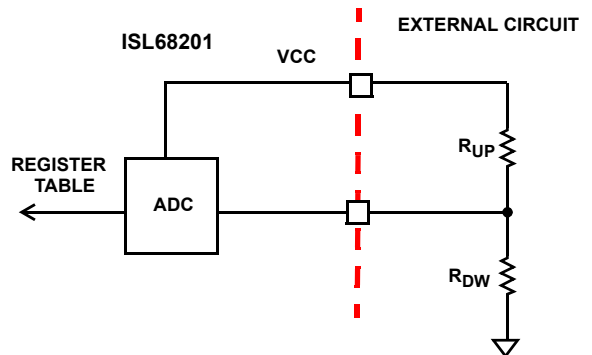 EXTERNAL CIRCUIT
ISL68201
VCC
RUP
REGISTER
TABLE
ADC
RDW